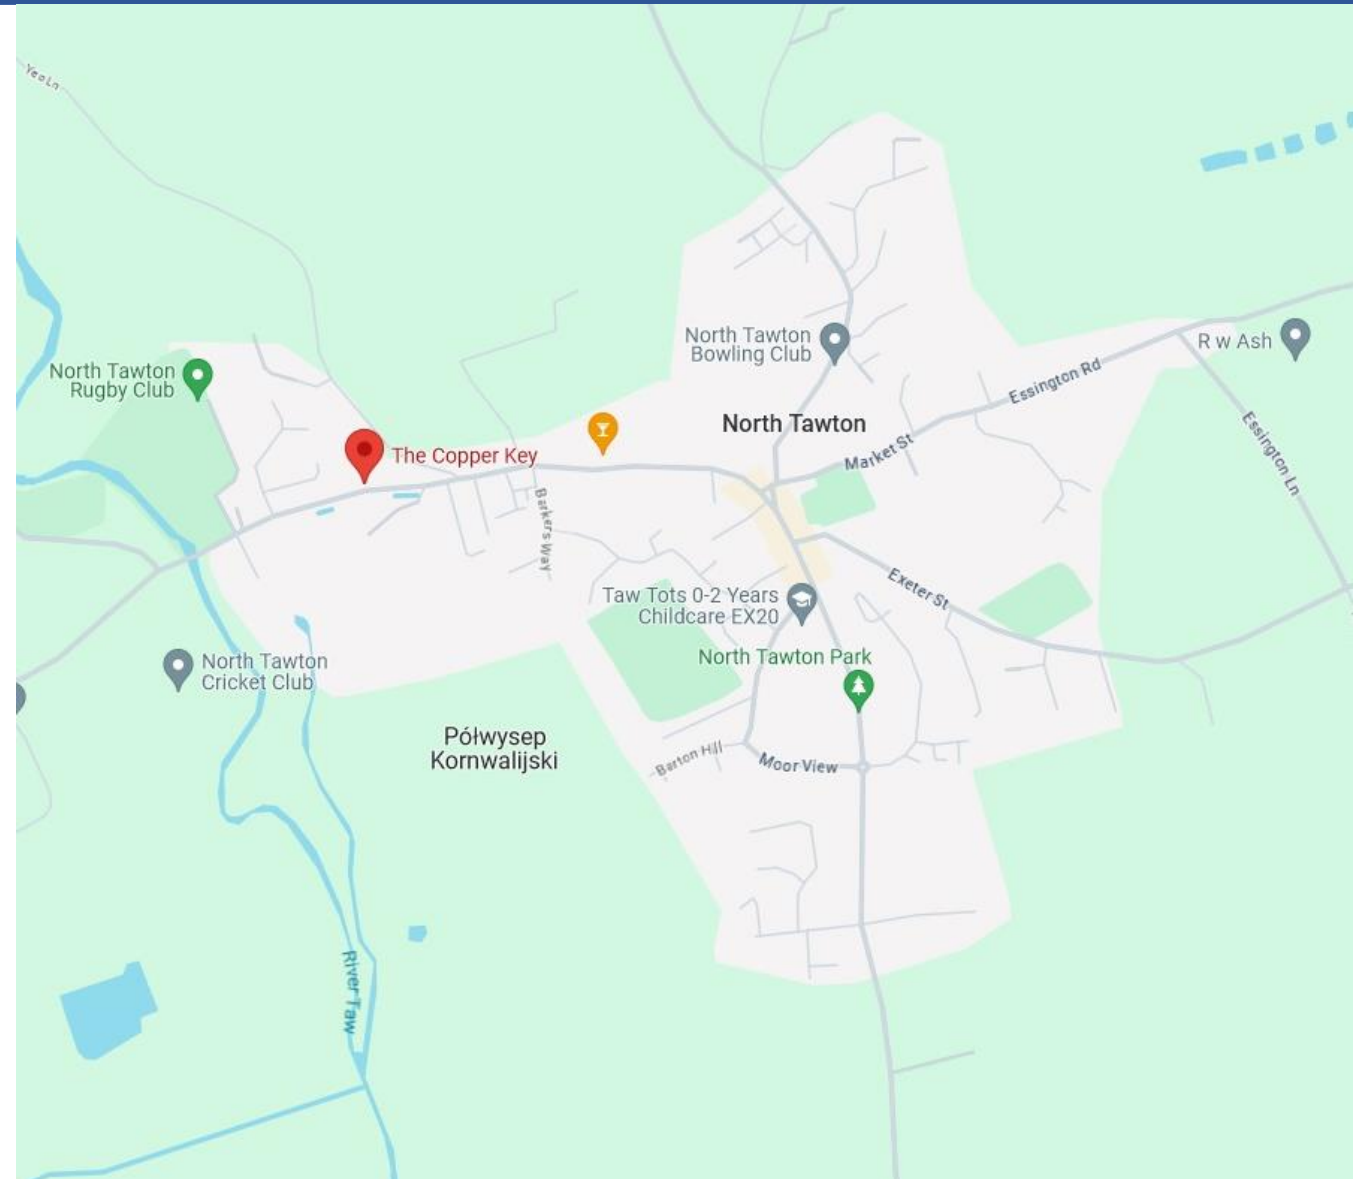 Yeo Ln
North Tawton
Bowling Club
R w Ash
North Tawton
Rugby Club
Essington Rd
North Tawton
Market St
The Copper Key
Essington Ln
Barkers Way
Exeter St
Taw Tots 0-2 Years
Childcare EX20
North Tawton Park
North Tawton
Cricket Club
Półwysep
Kornwalijski
Barton Hill
Moor View
River Taw